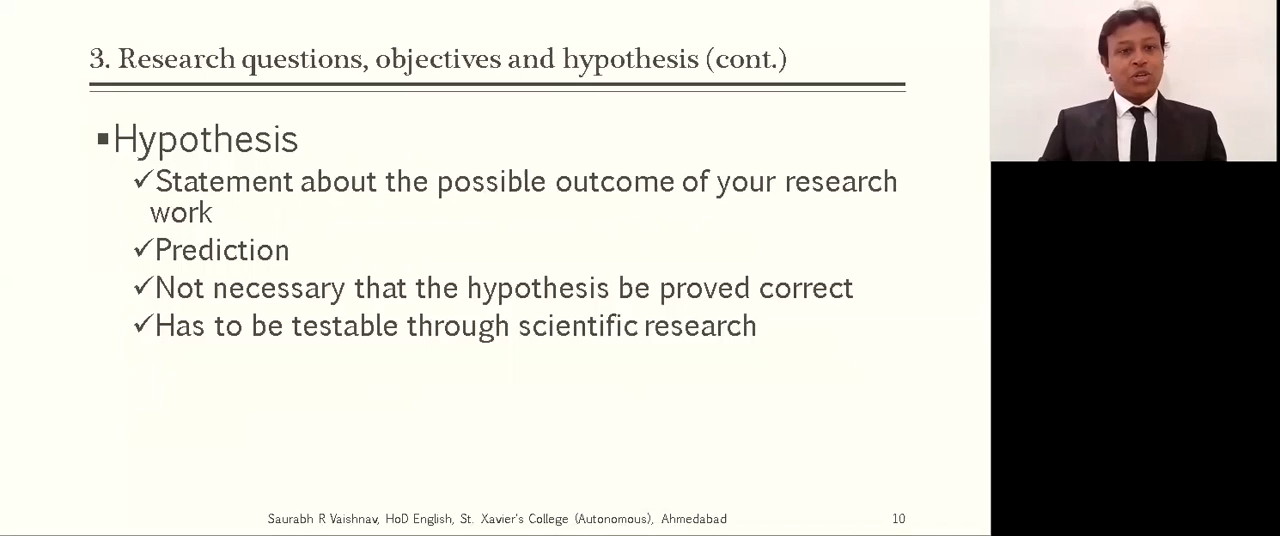 3. Research questions, objectives and hypothesis (cont.)
▪Hypothesis
✓Statement about the possible outcome of your research
work
✓Prediction
✓Not necessary that the hypothesis be proved correct
✓Has to be testable through scientific research
Saurabh R Vaishnav, HoD English, St. Xavier's College (Autonomous), Ahmedabad
10